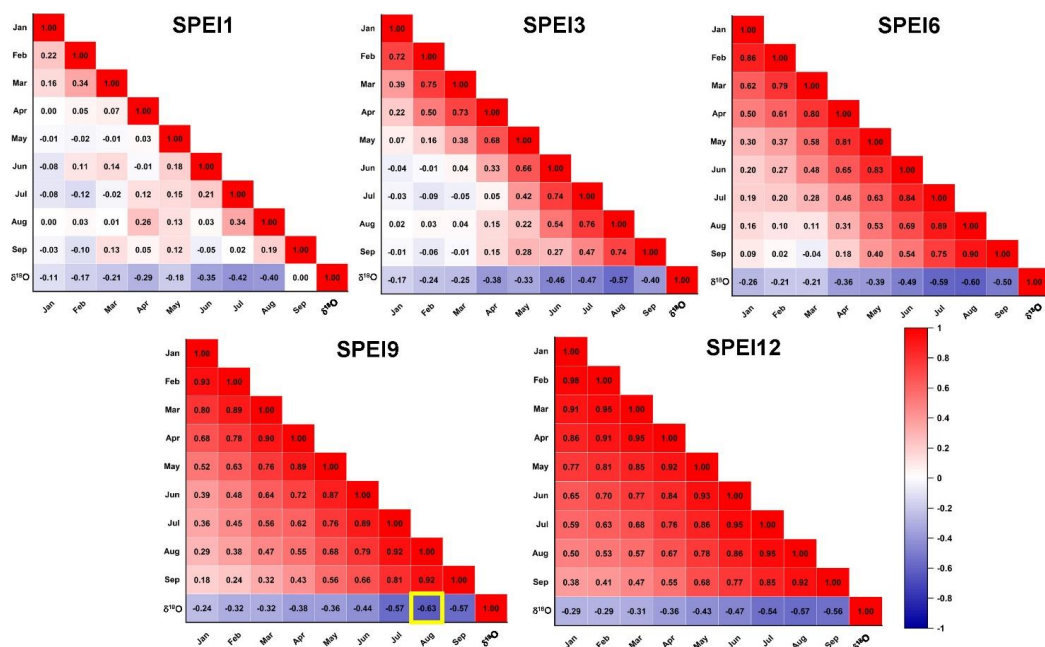 SPEI1
Jan 1.00
Feb 0.22 1.00
Mar 0.16 0.34 1.00
Apr 0.00 0.05 0.07 1.00
May -0.01 -0.02 -0.01 0.03 1.00
Jun -0.08 0.11 0.14 -0.01 0.18 1.00
Jul -0.08 -0.12 -0.02 0.12 0.15 0.21 1.00
Aug 0.00 0.03 0.01 0.26 0.13 0.03 0.34 1.00
Sep -0.03 -0.10 0.13 0.05 0.12 -0.05 0.02 0.19 1.00
δ¹⁸O -0.11 -0.17 -0.21 -0.29 -0.18 -0.35 -0.42 -0.40 0.00 1.00
Jan Feb Mar Apr May Jun Jul Aug Sep δ¹⁸O
SPEI3
Jan 1.00
Feb 0.72 1.00
Mar 0.39 0.75 1.00
Apr 0.22 0.50 0.73 1.00
May 0.07 0.16 0.38 0.68 1.00
Jun -0.04 -0.01 0.04 0.33 0.66 1.00
Jul -0.03 -0.09 -0.05 0.05 0.42 0.74 1.00
Aug 0.02 0.03 0.04 0.15 0.22 0.54 0.76 1.00
Sep -0.01 -0.06 -0.01 0.15 0.28 0.27 0.47 0.74 1.00
δ¹⁸O -0.17 -0.24 -0.25 -0.38 -0.33 -0.46 -0.47 -0.57 -0.40 1.00
Jan Feb Mar Apr May Jun Jul Aug Sep δ¹⁸O
SPEI6
Jan 1.00
Feb 0.86 1.00
Mar 0.62 0.79 1.00
Apr 0.50 0.61 0.80 1.00
May 0.30 0.37 0.58 0.81 1.00
Jun 0.20 0.27 0.48 0.65 0.83 1.00
Jul 0.19 0.20 0.28 0.46 0.63 0.84 1.00
Aug 0.16 0.10 0.11 0.31 0.53 0.69 0.89 1.00
Sep 0.09 0.02 -0.04 0.18 0.40 0.54 0.75 0.90 1.00
δ¹⁸O -0.26 -0.21 -0.21 -0.36 -0.39 -0.49 -0.59 -0.60 -0.50 1.00
Jan Feb Mar Apr May Jun Jul Aug Sep δ¹⁸O
SPEI9
Jan 1.00
Feb 0.93 1.00
Mar 0.80 0.89 1.00
Apr 0.68 0.78 0.90 1.00
May 0.52 0.63 0.76 0.89 1.00
Jun 0.39 0.48 0.64 0.72 0.87 1.00
Jul 0.36 0.45 0.56 0.62 0.76 0.89 1.00
Aug 0.29 0.38 0.47 0.55 0.68 0.79 0.92 1.00
Sep 0.18 0.24 0.32 0.43 0.56 0.66 0.81 0.92 1.00
δ¹⁸O -0.24 -0.32 -0.32 -0.38 -0.36 -0.44 -0.57 -0.63 -0.57 1.00
Jan Feb Mar Apr May Jun Jul Aug Sep δ¹⁸O
SPEI12
Jan 1.00
Feb 0.96 1.00
Mar 0.91 0.95 1.00
Apr 0.86 0.91 0.95 1.00
May 0.77 0.81 0.85 0.92 1.00
Jun 0.65 0.70 0.77 0.84 0.93 1.00
Jul 0.59 0.63 0.68 0.76 0.86 0.95 1.00
Aug 0.50 0.53 0.57 0.67 0.78 0.86 0.95 1.00
Sep 0.38 0.41 0.47 0.55 0.68 0.77 0.85 0.92 1.00
δ¹⁸O -0.29 -0.29 -0.31 -0.36 -0.43 -0.47 -0.54 -0.57 -0.56 1.00
Jan Feb Mar Apr May Jun Jul Aug Sep δ¹⁸O
1
0.8
0.6
0.4
0.2
0
-0.2
-0.4
-0.6
-0.8
-1